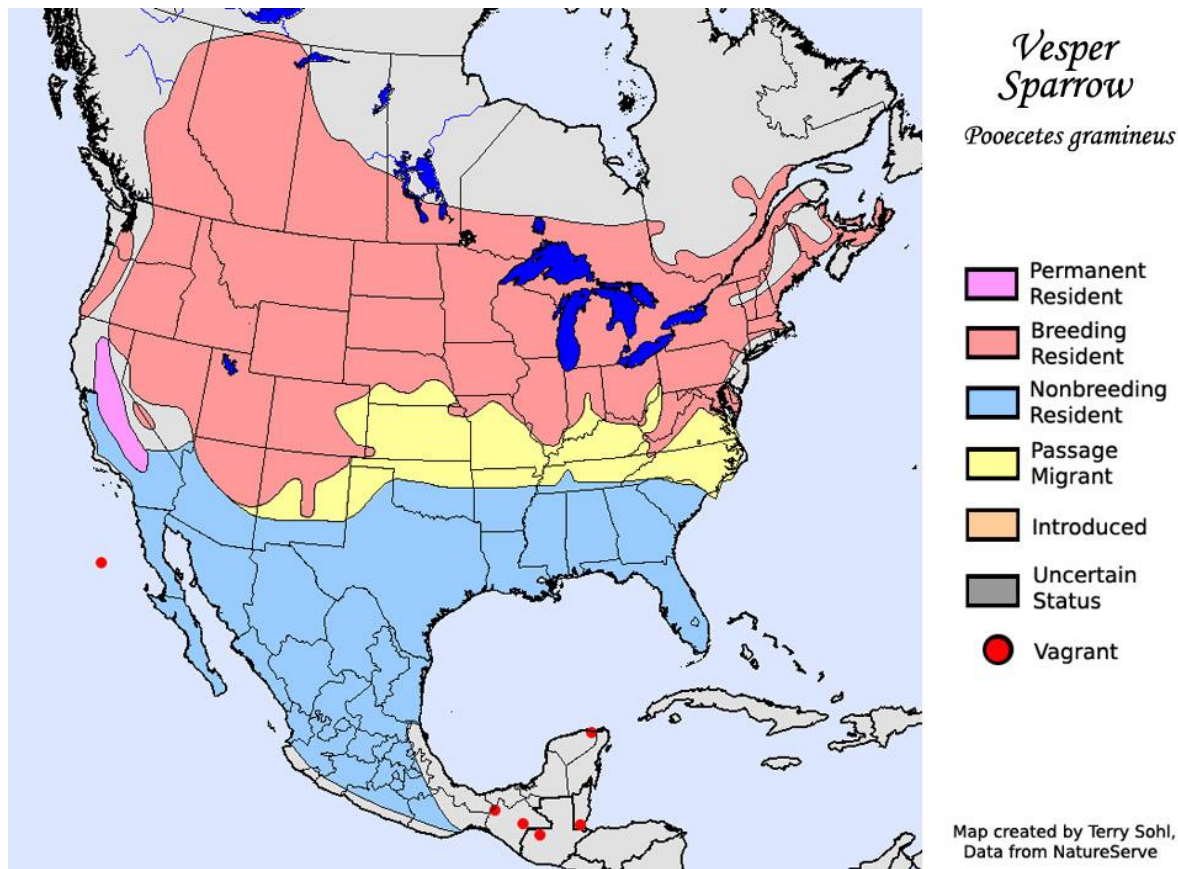 Vesper
Sparrow
Pooecetes gramineus
Permanent
Resident
Breeding
Resident
Nonbreeding
Resident
Passage
Migrant
Introduced
Uncertain
Status
Vagrant
Map created by Terry Sohl,
Data from NatureServe